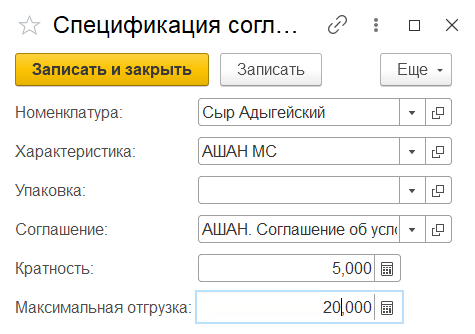 Спецификация согл...
Записать и закрыть
Записать
Еще
Номенклатура: Сыр Адыгейский
Характеристика: АШАН МС
Упаковка:
Соглашение: АШАН. Соглашение об усло
Кратность: 5,000
Максимальная отгрузка: 20,000